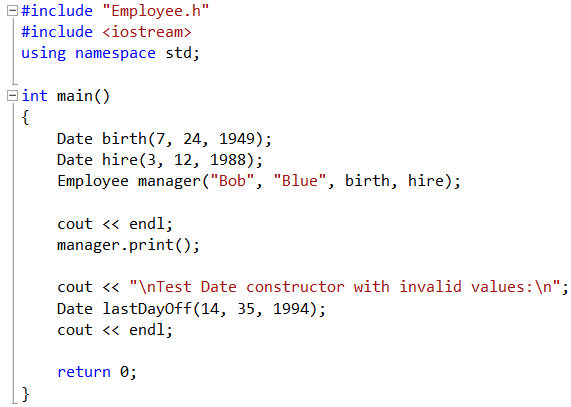 #include "Employee.h"
#include <iostream>
using namespace std;
int main()
{
Date birth(7, 24, 1949);
Date hire(3, 12, 1988);
Employee manager("Bob", "Blue", birth, hire);
cout << endl;
manager.print();
cout << "\nTest Date constructor with invalid values:\n";
Date lastDayOff(14, 35, 1994);
cout << endl;
return 0;
}